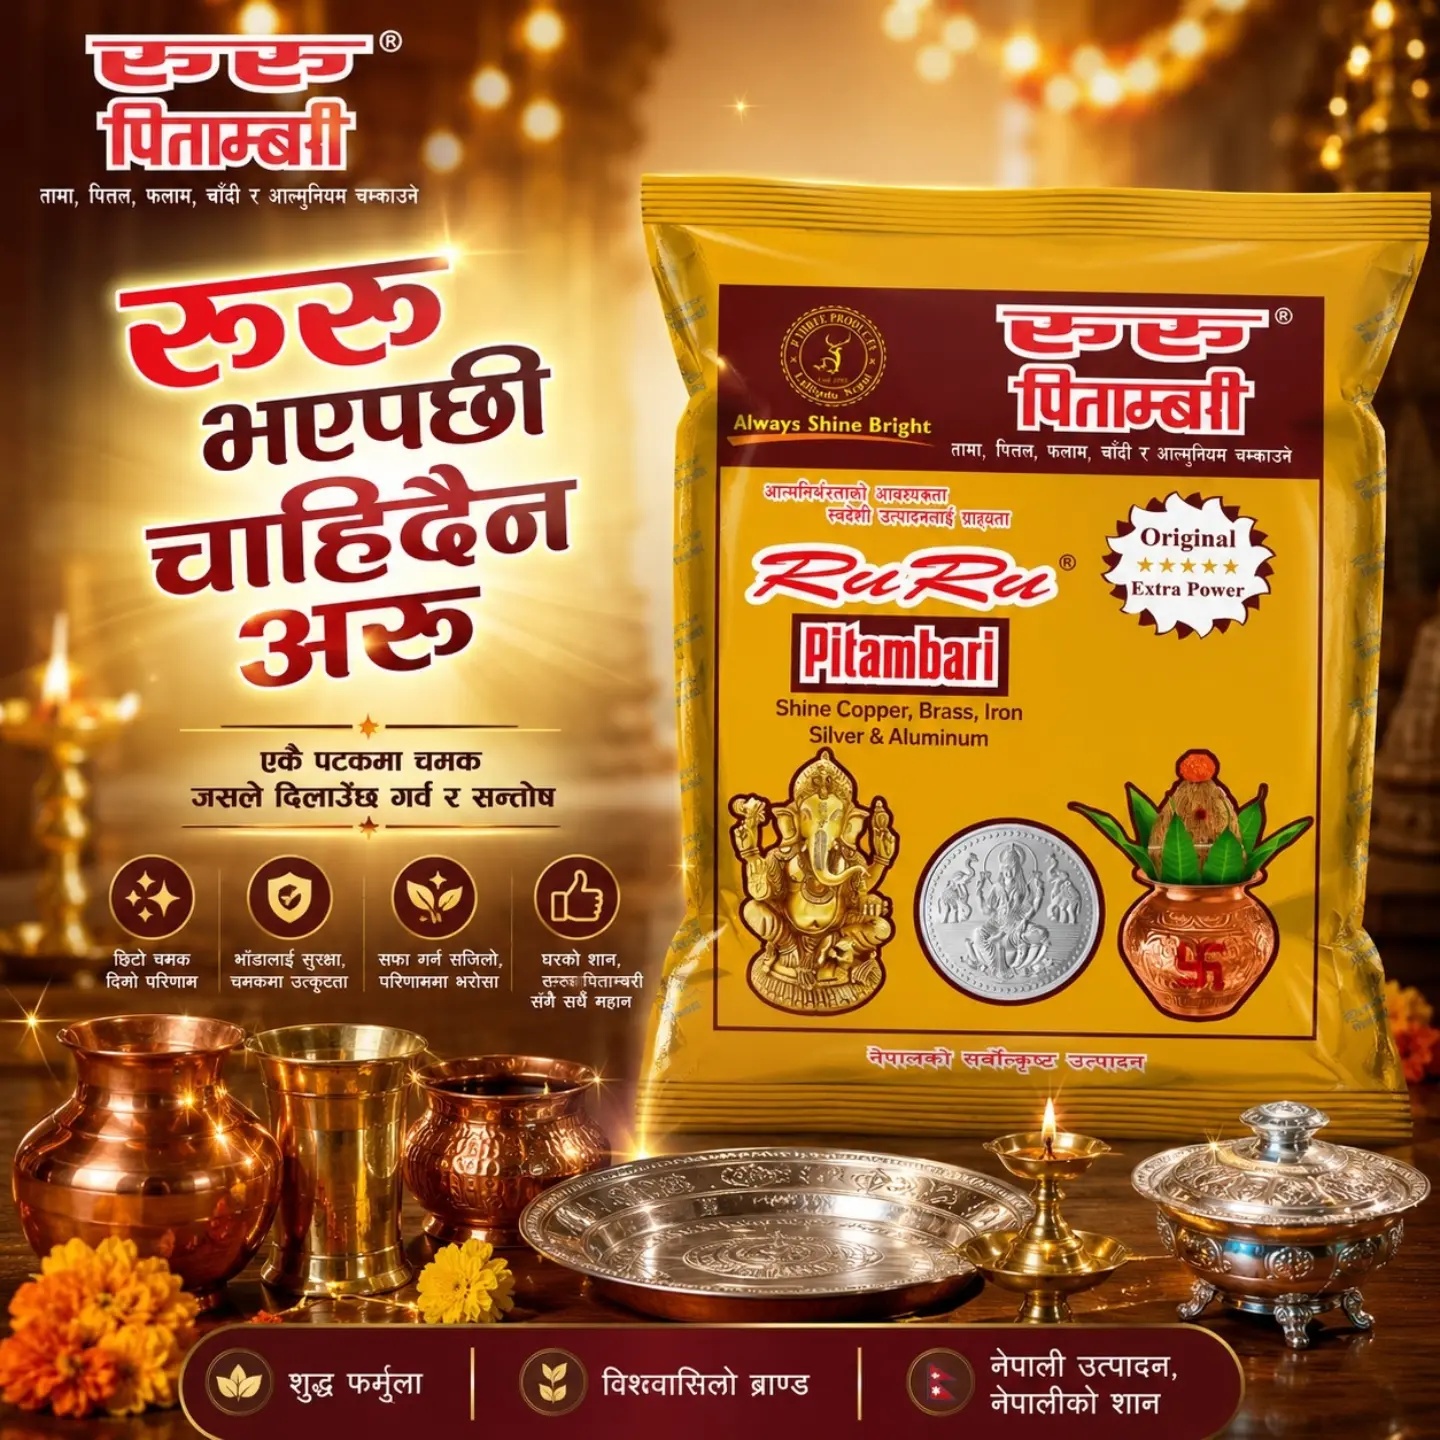 रुरु ®
पिताम्बरी
तामा, पितल, फलाम, चाँदी र आल्मुनियम चम्काउने
रुरु
भएपछी
चाहिदैन
अरु
एकै पटकमा चमक
जसले दिलाउँछ गर्व र सन्तोष
छिटो चमक
दिगो परिणाम
भाँडालाई सुरक्षा,
चमकमा उत्कृटता
सफा गर्न सजिलो,
परिणाममा भरोसा
घरको शान,
पिताम्बरी
सँगै सधैँ महान
Always Shine Bright
रुरु ®
पिताम्बरी
तामा, पितल, फलाम, चाँदी र आल्मुनियम चम्काउने
आत्मनिर्भरताको आवश्यकता
स्वदेशी उत्पादनलाई प्राथमिकता
RuRu ®
Pitambari
Shine Copper, Brass, Iron
Silver & Aluminum
Original
Extra Power
नेपालको सर्वोत्कृष्ट उत्पादन
शुद्ध फर्मुला
विश्वासिलो ब्राण्ड
नेपाली उत्पादन,
नेपालीको शान